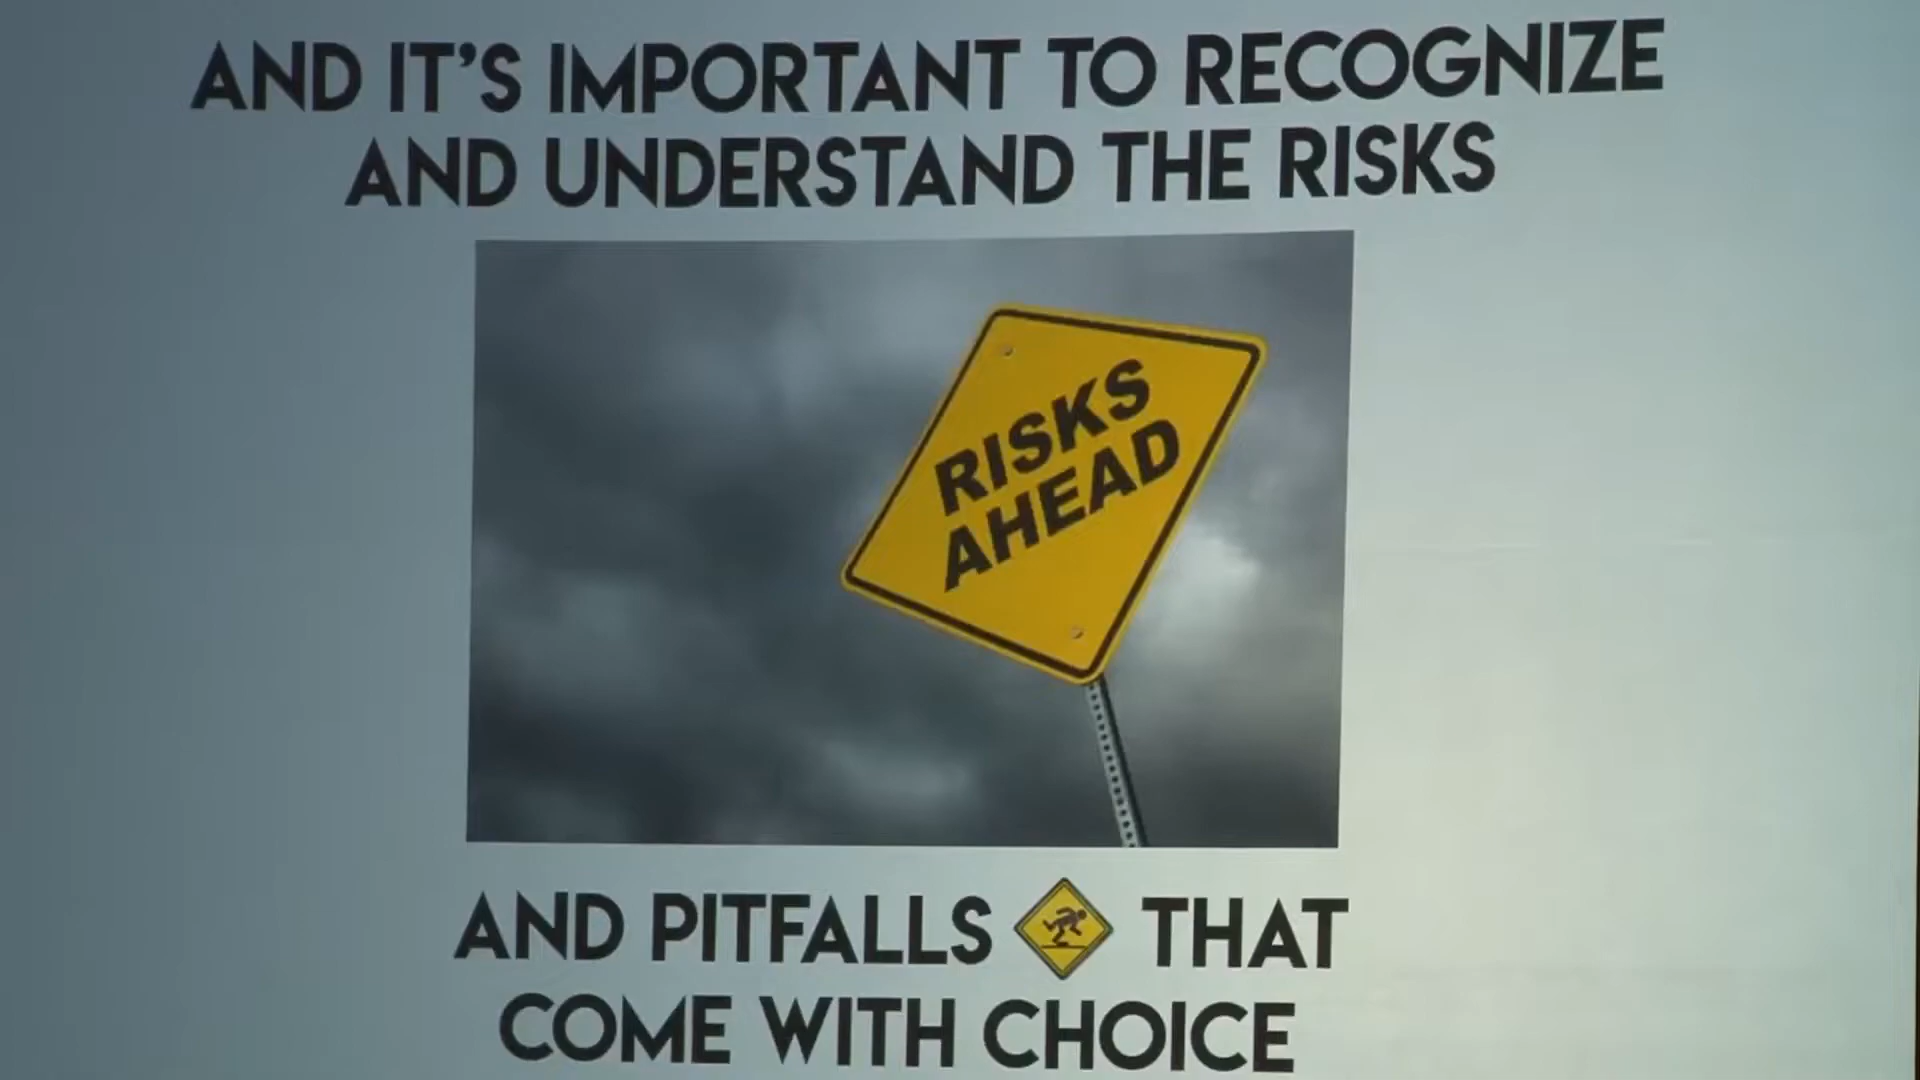 AND IT'S IMPORTANT TO RECOGNIZE
AND UNDERSTAND THE RISKS
RISKS
AHEAD
AND PITFALLS THAT
COME WITH CHOICE